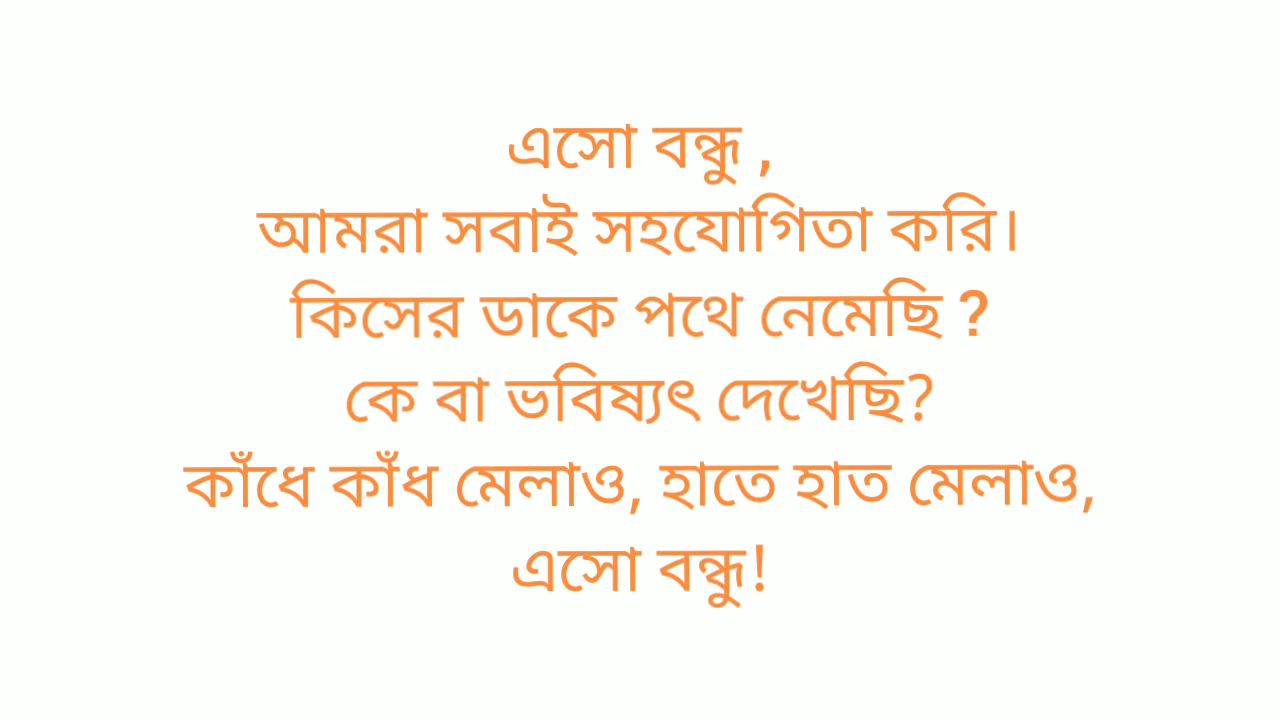 এসো বন্ধু ,
আমরা সবাই সহযোগিতা করি।
কিসের ডাকে পথে নেমেছি ?
কে বা ভবিষ্যৎ দেখেছি?
কাঁধে কাঁধ মেলাও, হাতে হাত মেলাও,
এসো বন্ধু!